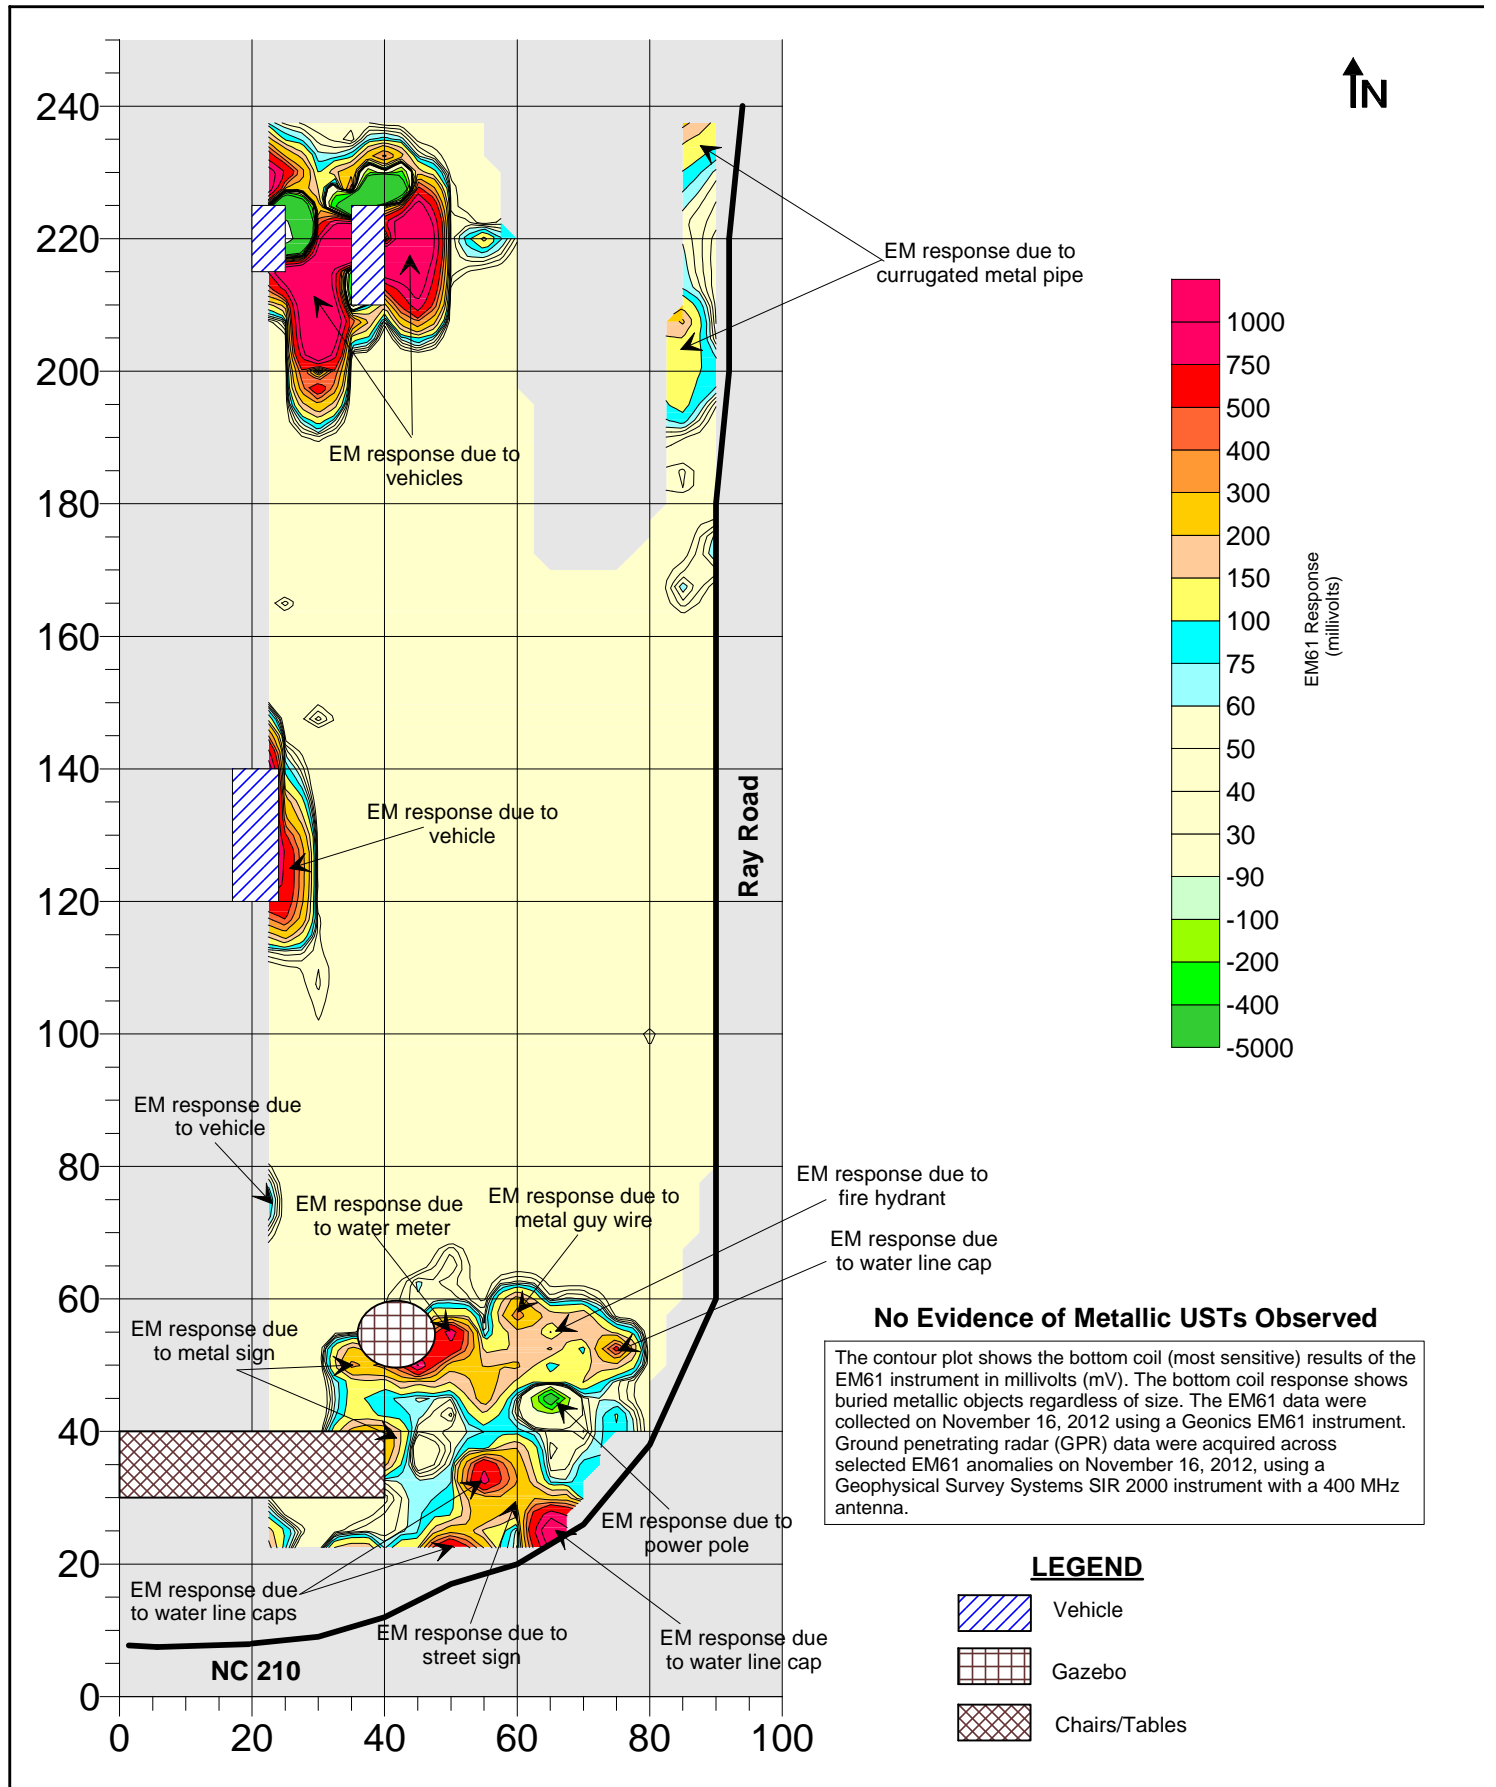 N
240
220
200
180
160
140
120
100
80
60
40
20
0
0
20
40
60
80
100
EM response due to
currugated metal pipe
EM response due to
vehicles
EM response due to
vehicle
Ray Road
EM response due
to vehicle
EM response due
to water meter
EM response due to
metal guy wire
EM response due to
fire hydrant
EM response due
to water line cap
EM response due
to metal sign
EM response due to
power pole
EM response due
to water line caps
EM response due to
street sign
EM response due
to water line cap
NC 210
1000
750
500
400
300
200
150
100
75
60
50
40
30
-90
-100
-200
-400
-5000
EM61 Response
(millivolts)
No Evidence of Metallic USTs Observed
The contour plot shows the bottom coil (most sensitive) results of the
EM61 instrument in millivolts (mV). The bottom coil response shows
buried metallic objects regardless of size. The EM61 data were
collected on November 16, 2012 using a Geonics EM61 instrument.
Ground penetrating radar (GPR) data were acquired across
selected EM61 anomalies on November 16, 2012, using a
Geophysical Survey Systems SIR 2000 instrument with a 400 MHz
antenna.
LEGEND
Vehicle
Gazebo
Chairs/Tables